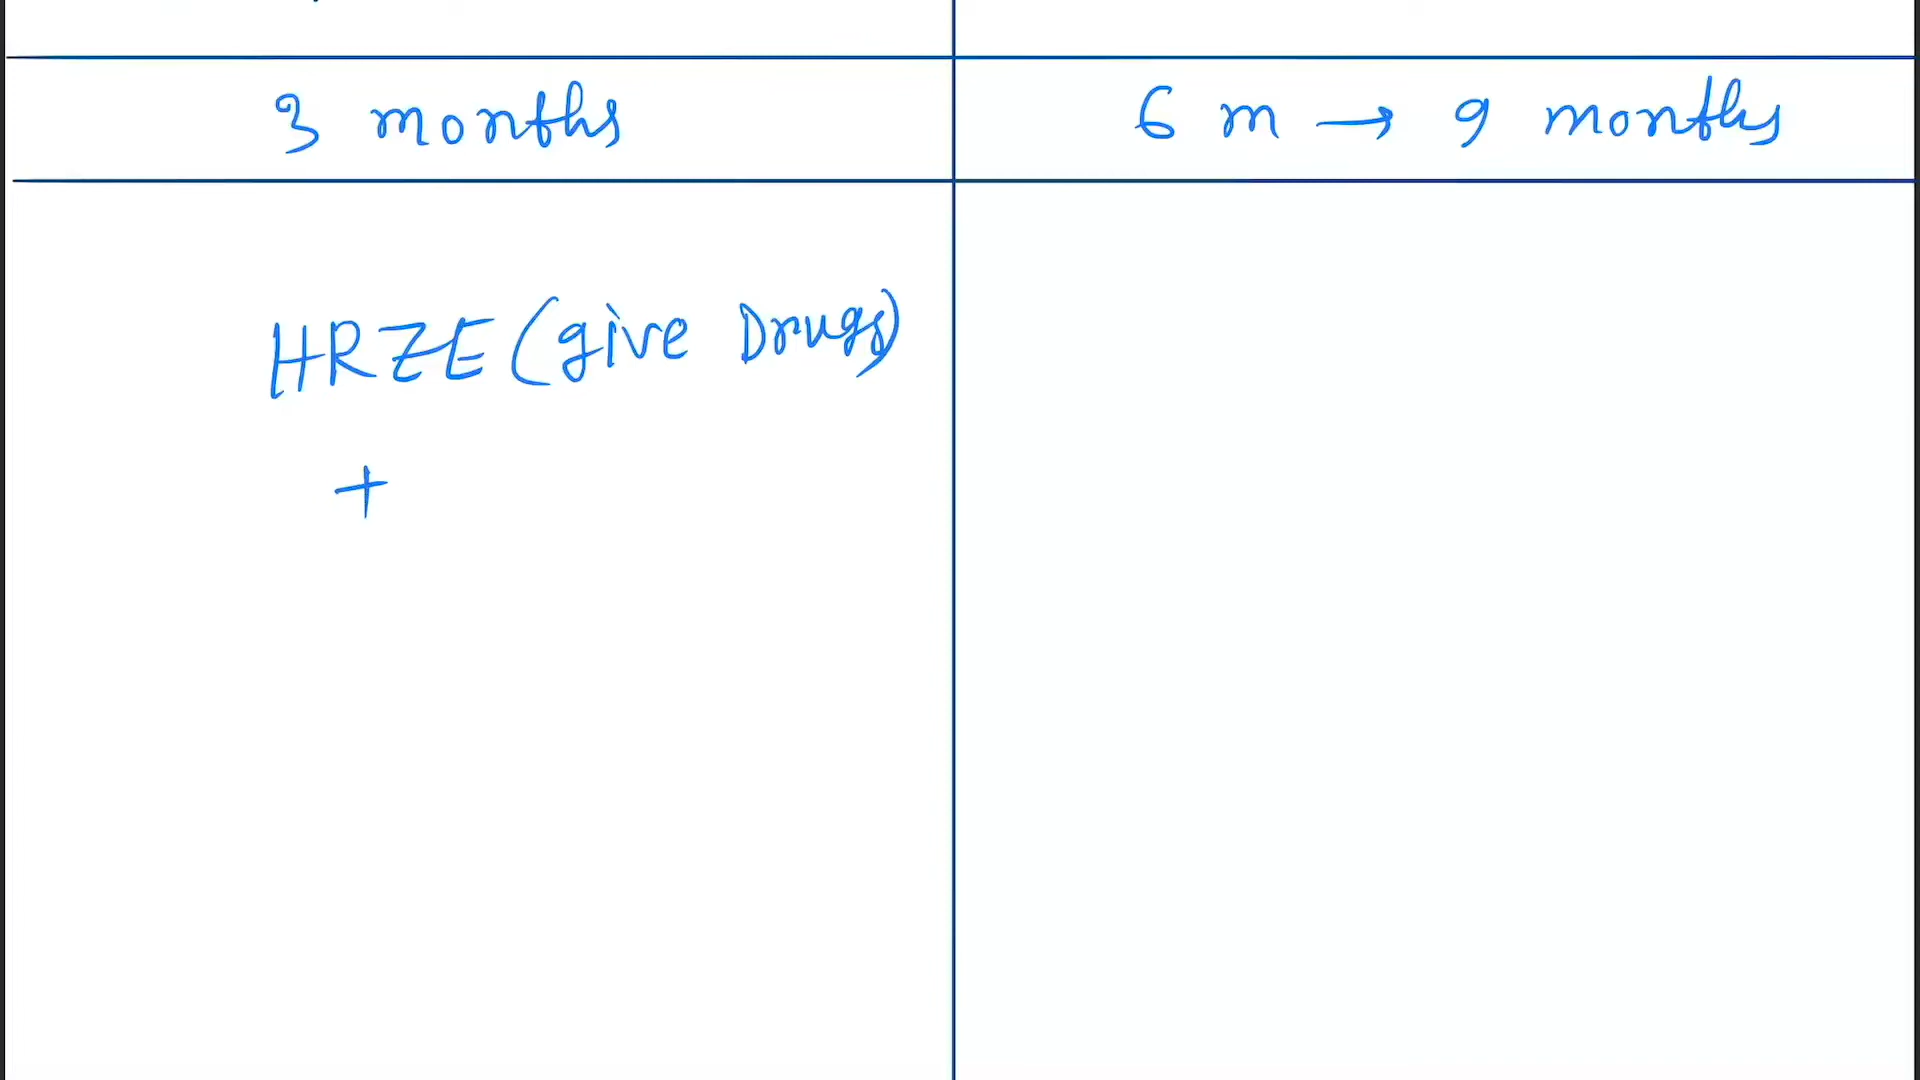 3 months
6 m → 9 months
HRZE (give Drugs)
+